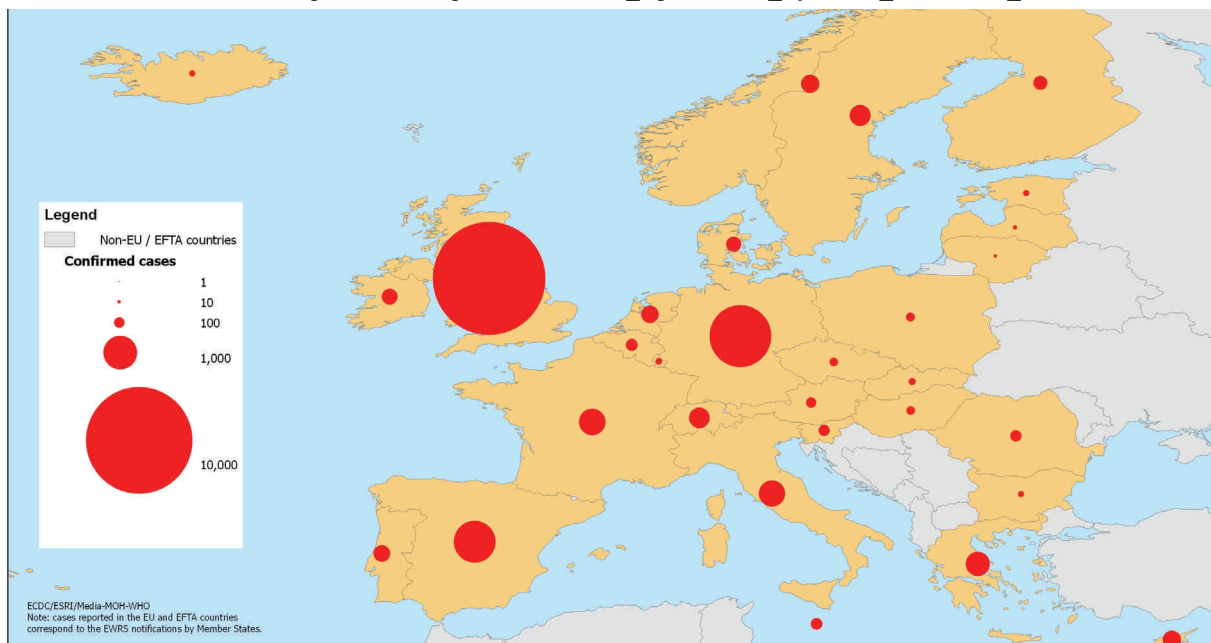 Legend
Non-EU / EFTA countries
Confirmed cases
1
10
100
1,000
10,000
ECDC/ESRI/Media-MOH-WHO
Note: cases reported in the EU and EFTA countries
correspond to the EWRS notifications by Member States.